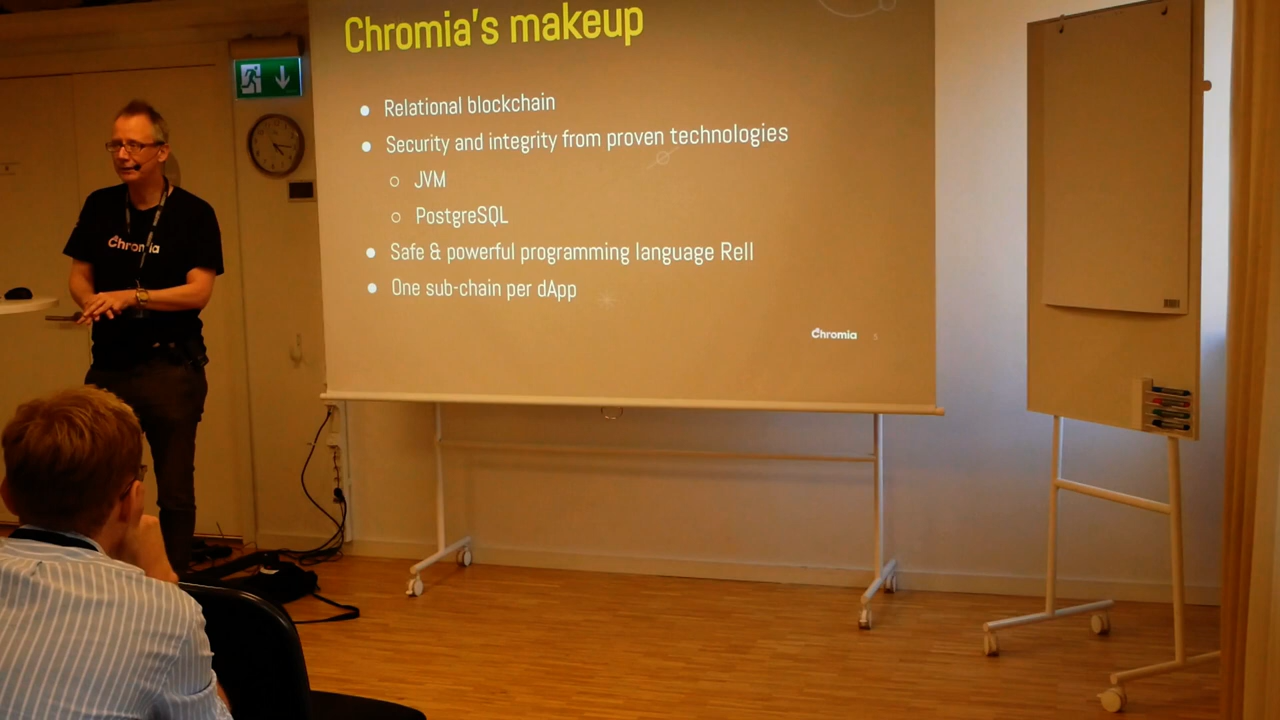 Chromia's makeup
● Relational blockchain
● Security and integrity from proven technologies
○ JVM
○ PostgreSQL
● Safe & powerful programming language Rell
● One sub-chain per dApp
Chromia 5
Chromia